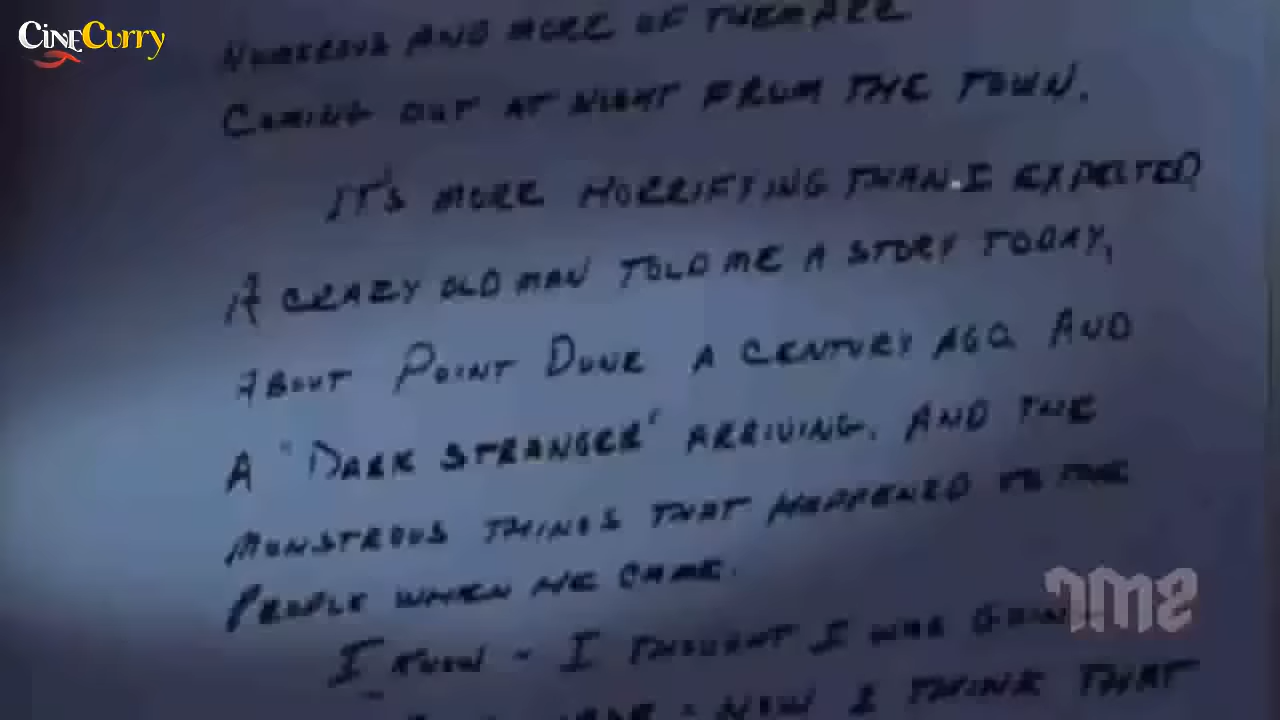 CINECURRY
NUMEROUS AND MORE OF THEM ARE
COMING OUT AT NIGHT FROM THE TOWN.
IT'S MORE HORRIFYING THAN I EXPECTED
A CRAZY OLD MAN TOLD ME A STORY TODAY,
ABOUT POINT DUNE A CENTURY AGO. AND
A "DARK STRANGER" ARRIVING. AND THE
MONSTROUS THINGS THAT HAPPENED TO THE
PEOPLE WHEN HE CAME.
I KNOW - I THOUGHT I WAS
- NOW I THINK THAT